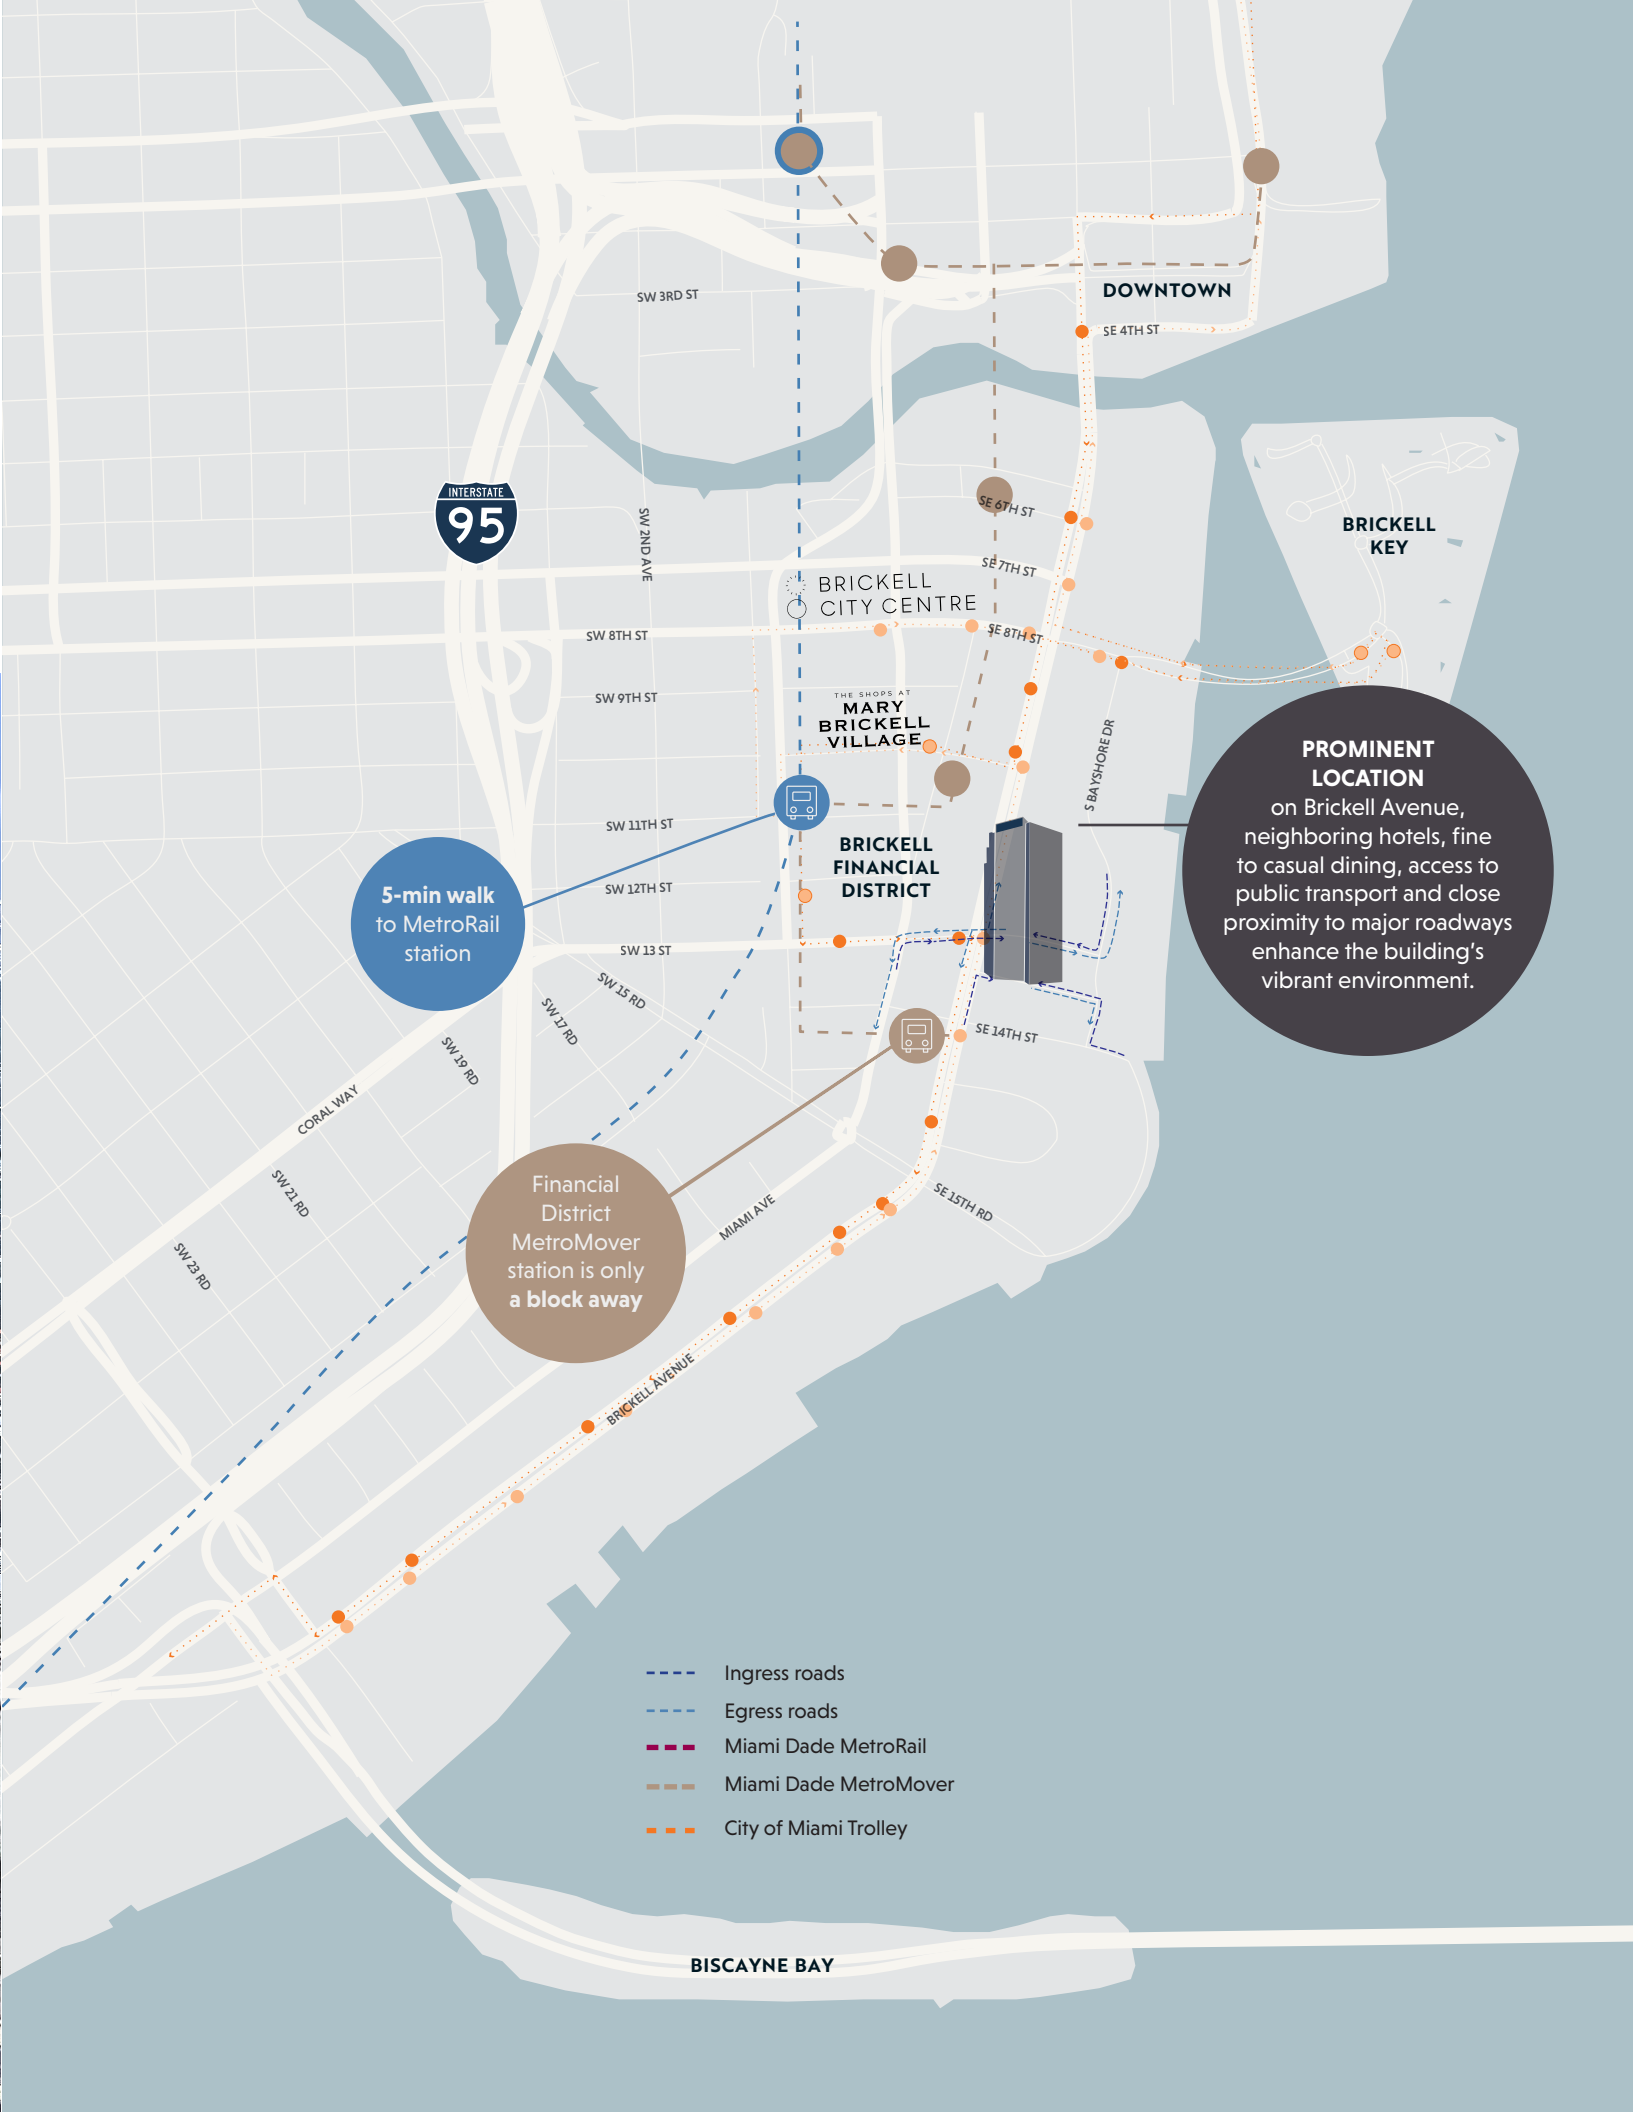 SW 3RD ST
DOWNTOWN
SE 4TH ST
INTERSTATE
95
SW 2ND AVE
SE 6TH ST
BRICKELL
KEY
SE 7TH ST
BRICKELL
CITY CENTRE
SW 8TH ST
SE 8TH ST
SW 9TH ST
THE SHOPS AT
MARY
BRICKELL
VILLAGE
S BAYSHORE DR
PROMINENT
LOCATION
on Brickell Avenue,
neighboring hotels, fine
to casual dining, access to
public transport and close
proximity to major roadways
enhance the building's
vibrant environment.
SW 11TH ST
BRICKELL
FINANCIAL
DISTRICT
5-min walk
to MetroRail
station
SW 12TH ST
SW 13 ST
SW 15 RD
SW 17 RD
SE 14TH ST
SW 19 RD
CORAL WAY
SW 21 RD
SW 23 RD
Financial
District
MetroMover
station is only
a block away
MIAMI AVE
SE 15TH RD
BRICKELL AVENUE
Ingress roads
Egress roads
Miami Dade MetroRail
Miami Dade MetroMover
City of Miami Trolley
BISCAYNE BAY